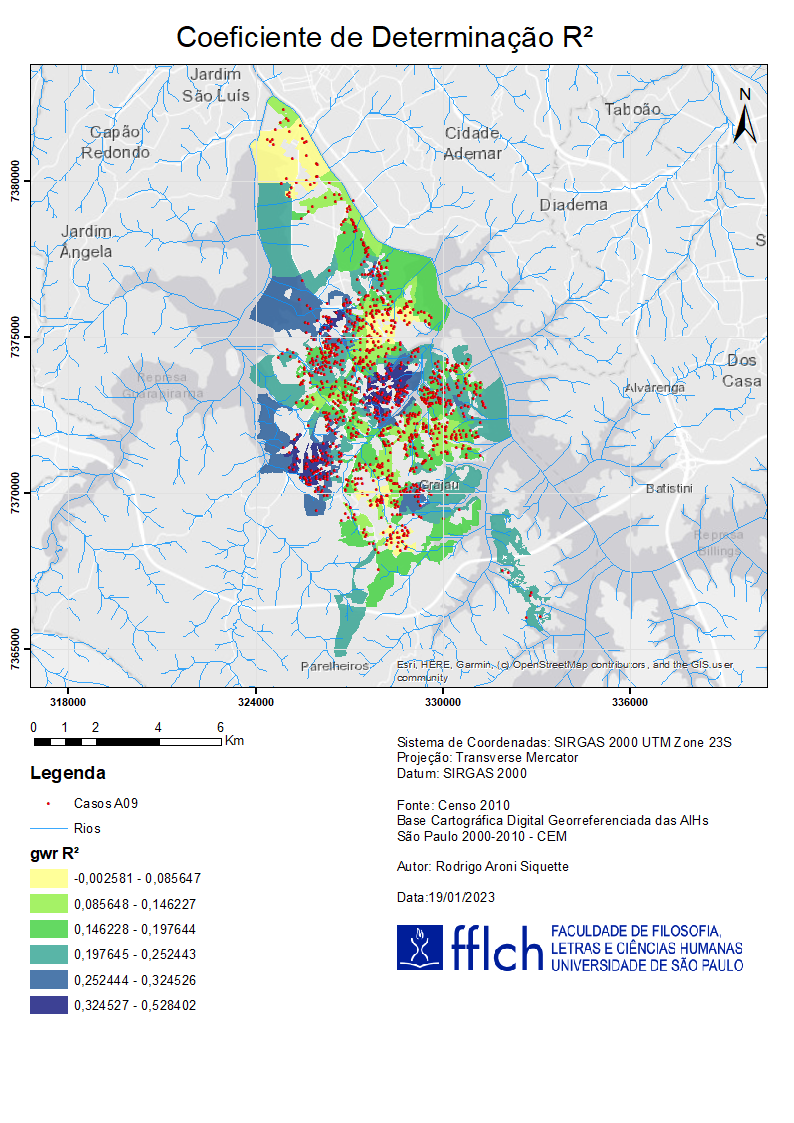 Coeficiente de Determinação R²
Jardim
São Luís
Capão
Redondo
Cidade
Ademar
Taboão
N
Diadema
Jardim
Ângela
S
Represa
Guarapiranga
Alvarenga
Dos
Casa
Grajaú
Batistini
Represa
Billings
Parelheiros
Esri, HERE, Garmin, (c) OpenStreetMap contributors, and the GIS user
community
7380000
7375000
7370000
7365000
318000
324000
330000
336000
0 1 2 4 6
Km
Legenda
Casos A09
Rios
gwr R²
-0,002581 - 0,085647
0,085648 - 0,146227
0,146228 - 0,197644
0,197645 - 0,252443
0,252444 - 0,324526
0,324527 - 0,528402
Sistema de Coordenadas: SIRGAS 2000 UTM Zone 23S
Projeção: Transverse Mercator
Datum: SIRGAS 2000
Fonte: Censo 2010
Base Cartográfica Digital Georreferenciada das AIHs
São Paulo 2000-2010 - CEM
Autor: Rodrigo Aroni Siquette
Data:19/01/2023
fflch
FACULDADE DE FILOSOFIA,
LETRAS E CIÊNCIAS HUMANAS
UNIVERSIDADE DE SÃO PAULO